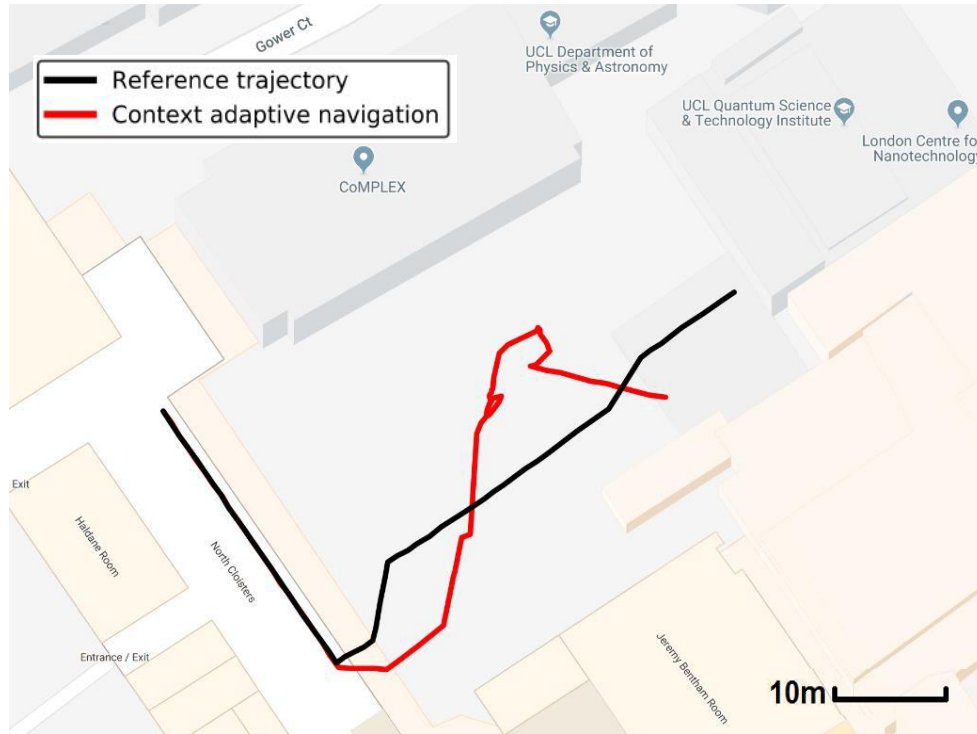 Gower Ct
UCL Department of
Physics & Astronomy
Reference trajectory
Context adaptive navigation
UCL Quantum Science
& Technology Institute
London Centre fo
Nanotechnology
CoMPLEX
Exit
Haldane Room
North Cloisters
Entrance / Exit
Jeremy Bentham Room
10m